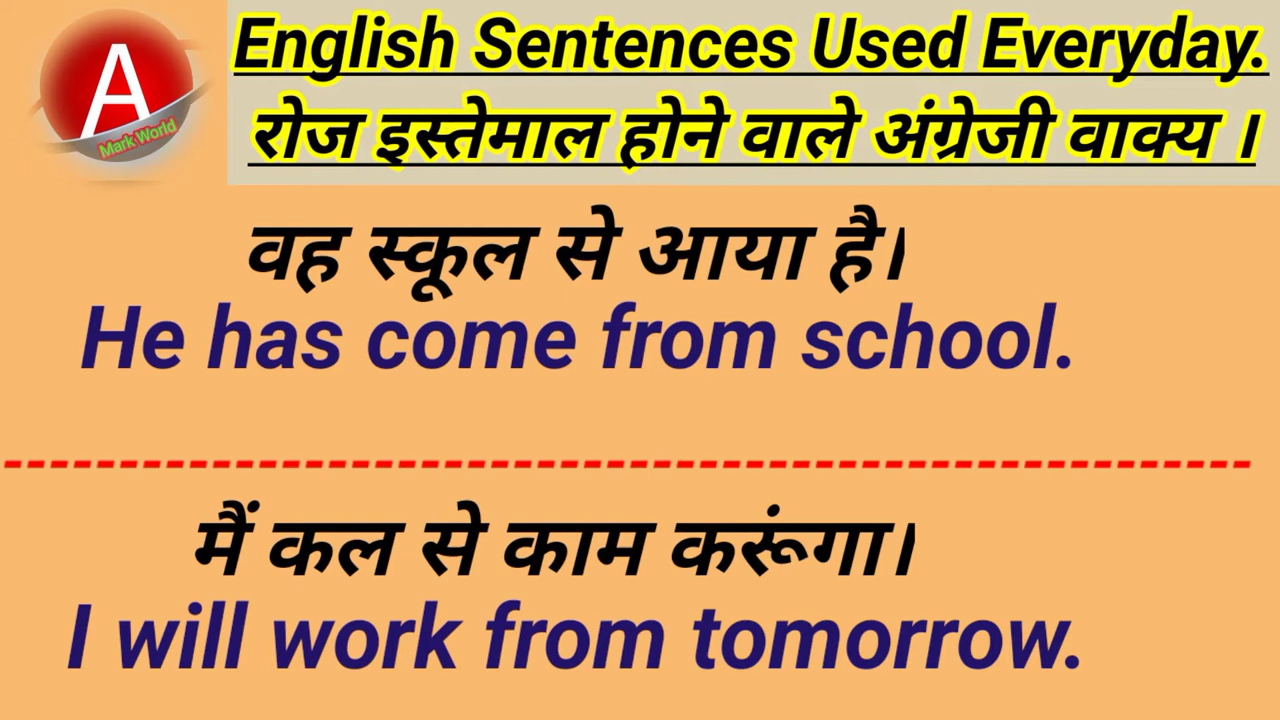 A
Mark World
English Sentences Used Everyday.
रोज इस्तेमाल होने वाले अंग्रेजी वाक्य ।
वह स्कूल से आया है।
He has come from school.
मैं कल से काम करूंगा।
I will work from tomorrow.